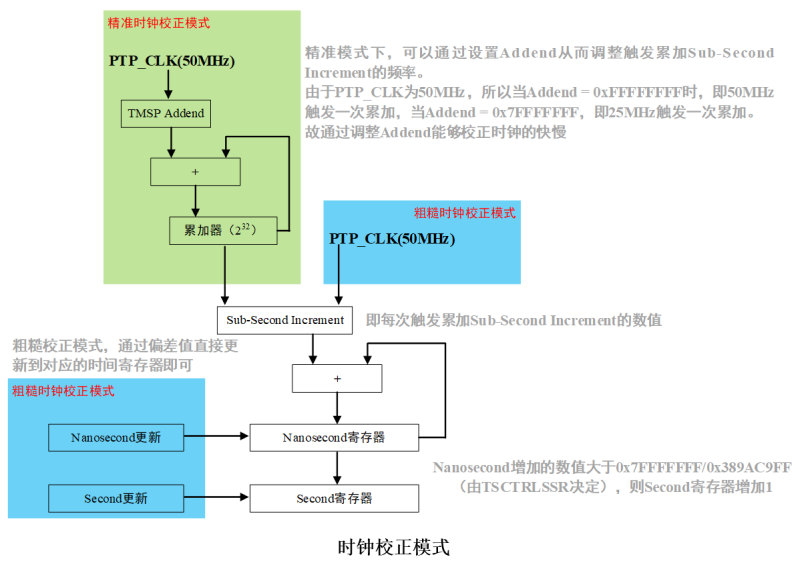 精准时钟校正模式
PTP_CLK(50MHz)
TMSP Addend
+
累加器（2³²）
精准模式下，可以通过设置Addend从而调整触发累加Sub-Second
Increment的频率。
由于PTP_CLK为50MHz，所以当Addend = 0xFFFFFFFF时，即50MHz
触发一次累加，当Addend = 0x7FFFFFFF，即25MHz触发一次累加。
故通过调整Addend能够校正时钟的快慢
粗糙时钟校正模式
PTP_CLK(50MHz)
Sub-Second Increment
即每次触发累加Sub-Second Increment的数值
粗糙校正模式，通过偏差值直接更
新到对应的时间寄存器即可
+
粗糙时钟校正模式
Nanosecond更新
Nanosecond寄存器
Second更新
Second寄存器
Nanosecond增加的数值大于0x7FFFFFFF/0x389AC9FF
（由TSCTRLSSR决定），则Second寄存器增加1
时钟校正模式